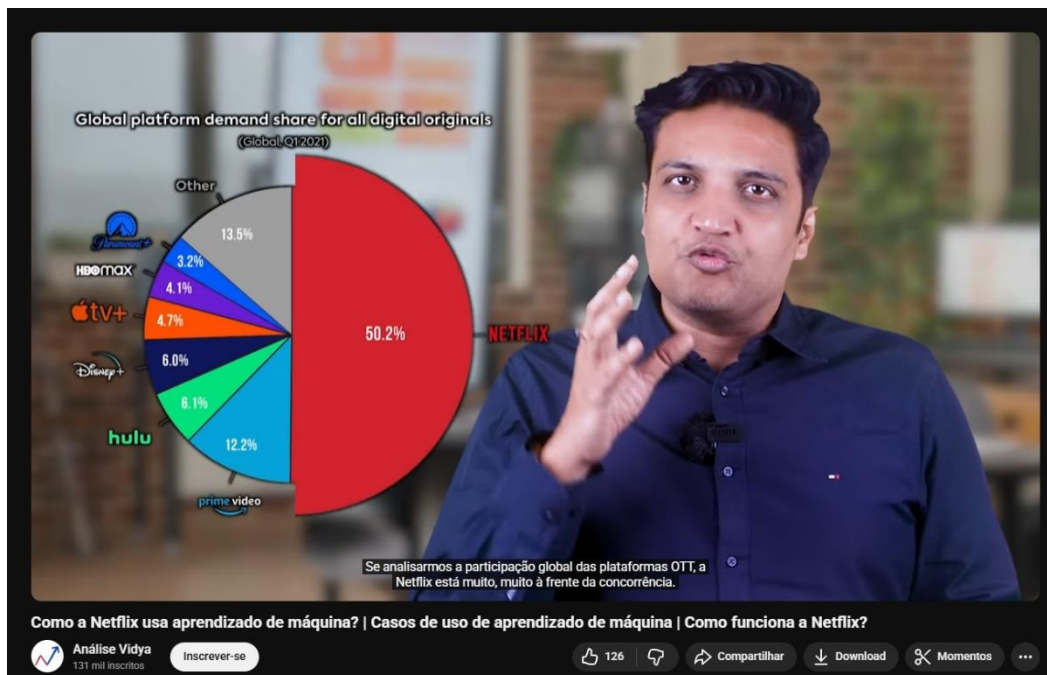 Global platform demand share for all digital originals
(Global, Q1 2021)
Other
13.5%
Paramount+
3.2%
HBOMAX
4.1%
tv+
4.7%
50.2%
NETFLIX
Disney+
6.0%
6.1%
hulu
12.2%
prime video
Se analisarmos a participação global das plataformas OTT, a
Netflix está muito, muito à frente da concorrência.
Como a Netflix usa aprendizado de máquina? | Casos de uso de aprendizado de máquina | Como funciona a Netflix?
Análise Vidya
131 mil inscritos
Inscrever-se
126
Compartilhar
Download
Momentos